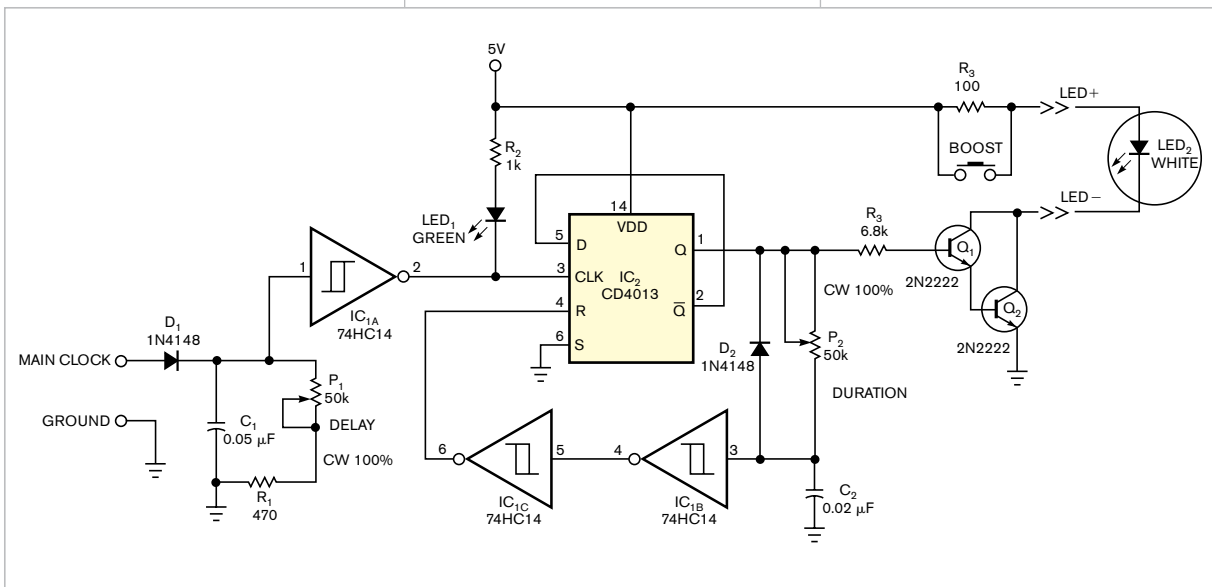 5V
R3
100
LED+
BOOST
LED2
WHITE
R2
1k
LED1
GREEN
LED−
14
VDD
5
D
Q
1
3
CLK
IC2
CD4013
4
R
Q̅
2
6
S
R3
6.8k
Q1
2N2222
Q2
2N2222
CW 100%
1
2
IC1A
74HC14
D1
1N4148
MAIN CLOCK
P1
50k
D2
1N4148
P2
50k
GROUND
C1
0.05 µF
DELAY
DURATION
CW 100%
R1
470
6
5
4
3
IC1C
74HC14
IC1B
74HC14
C2
0.02 µF